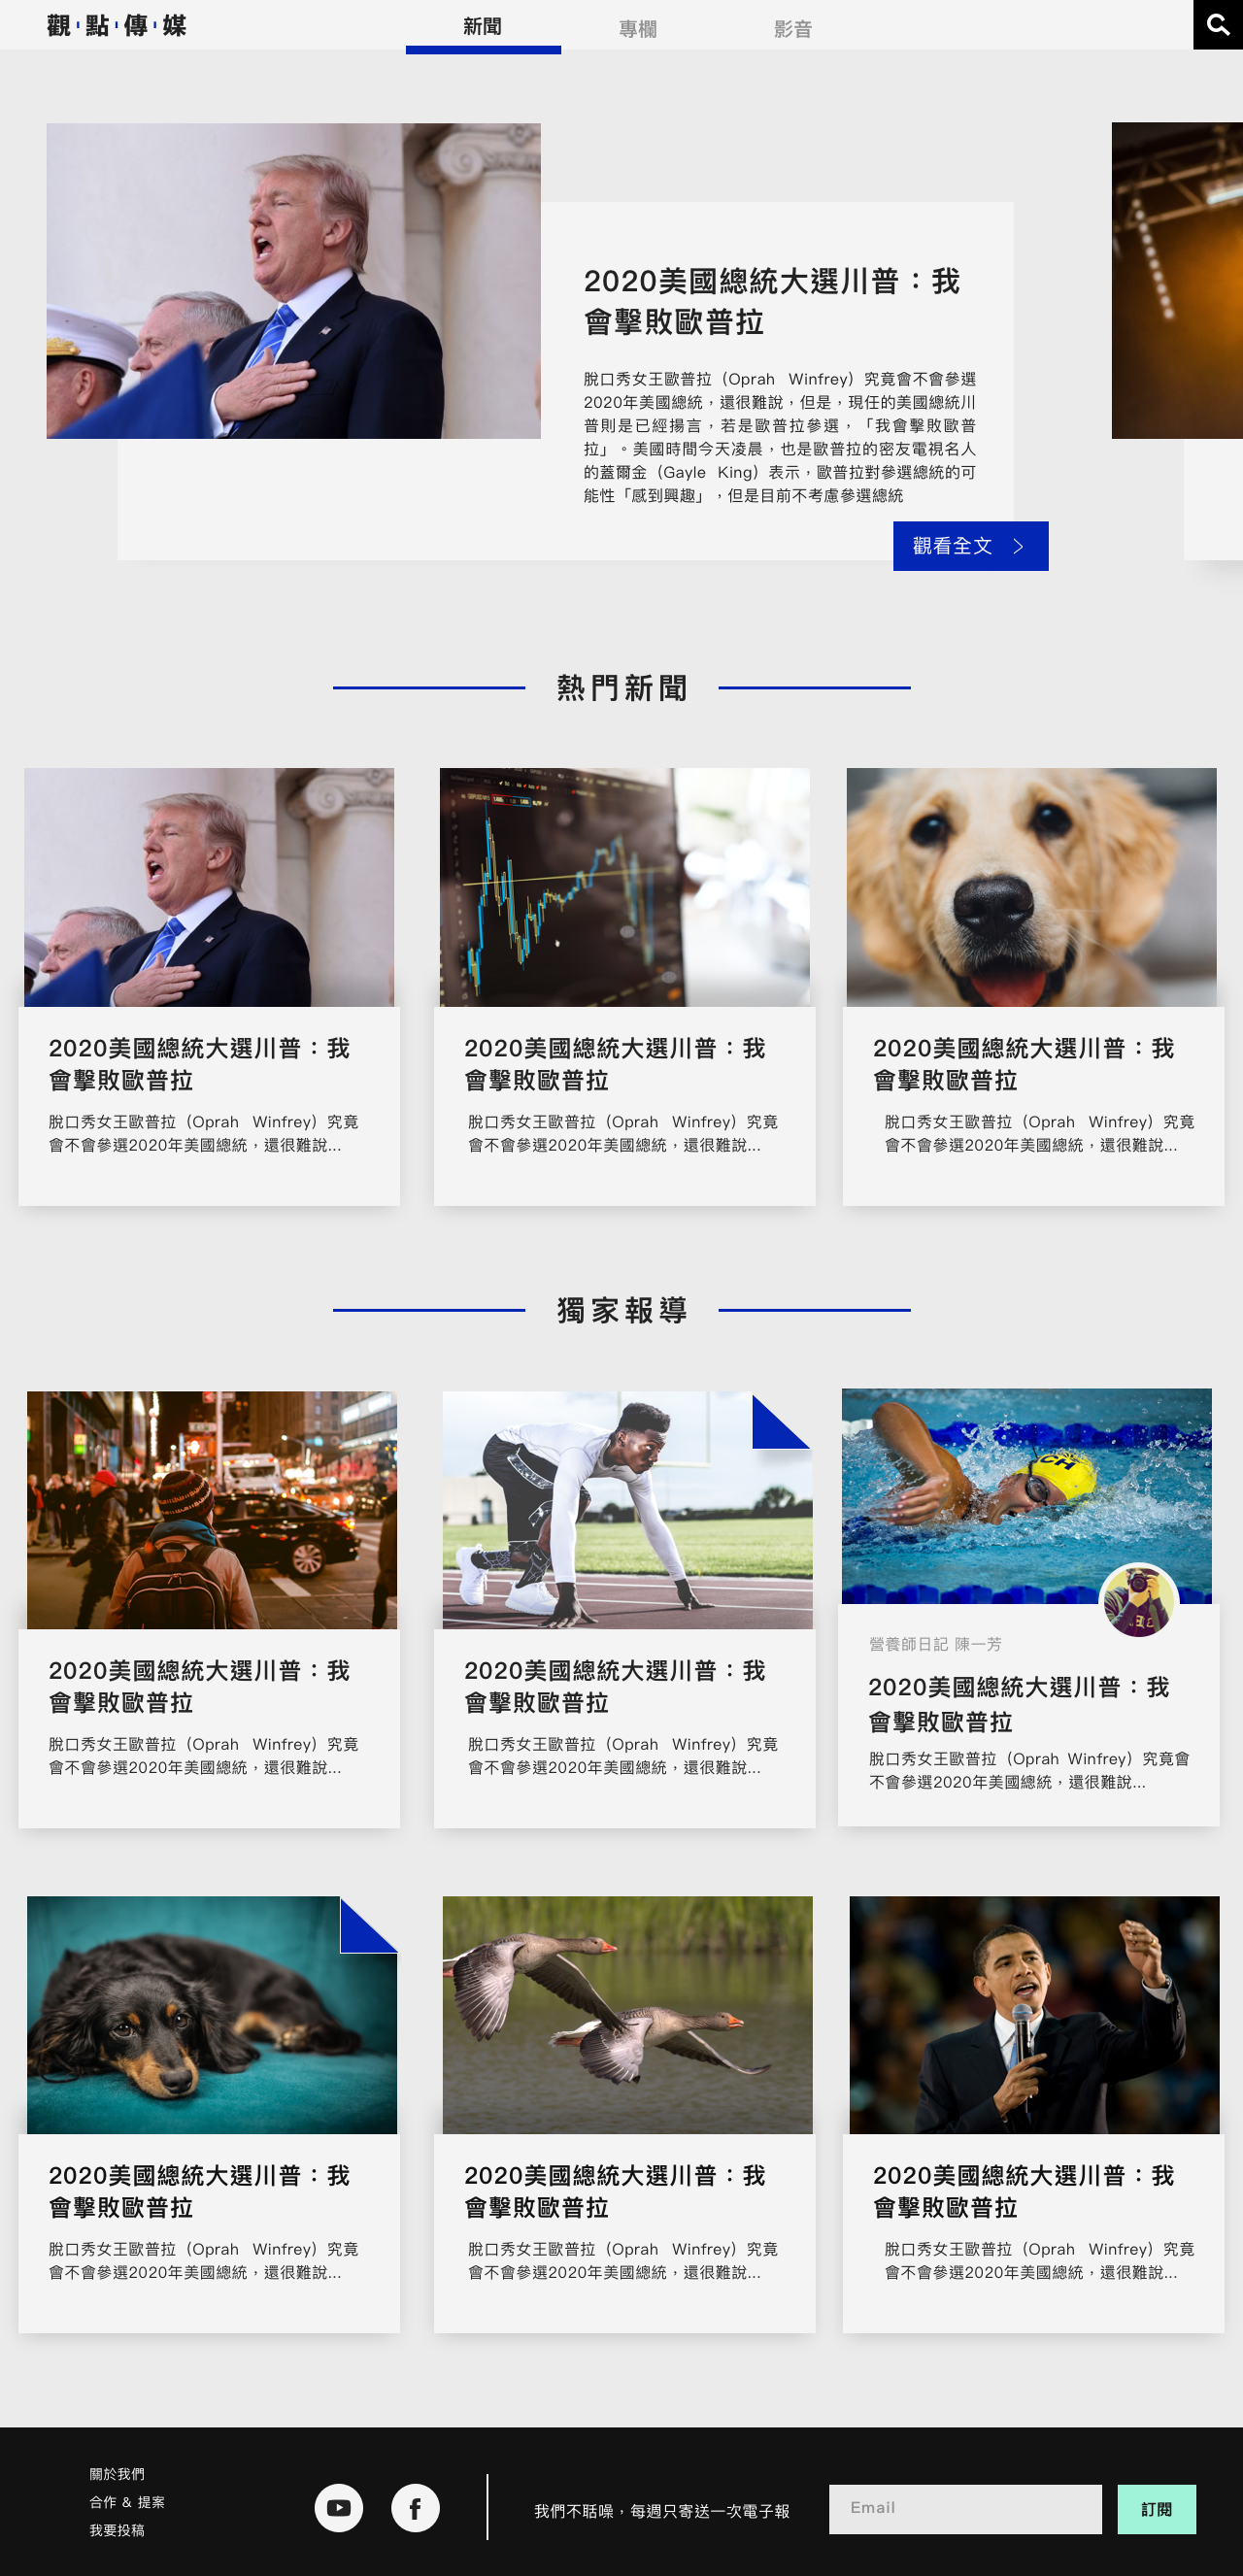 觀·點·傳·媒
新聞
專欄
影音
2020美國總統大選川普：我
會擊敗歐普拉
脫口秀女王歐普拉（Oprah Winfrey）究竟會不會參選
2020年美國總統，還很難說，但是，現任的美國總統川
普則是已經揚言，若是歐普拉參選，「我會擊敗歐普
拉」。美國時間今天凌晨，也是歐普拉的密友電視名人
的蓋爾金（Gayle King）表示，歐普拉對參選總統的可
能性「感到興趣」，但是目前不考慮參選總統
觀看全文
熱門新聞
2020美國總統大選川普：我
會擊敗歐普拉
脫口秀女王歐普拉（Oprah Winfrey）究竟
會不會參選2020年美國總統，還很難說...
2020美國總統大選川普：我
會擊敗歐普拉
脫口秀女王歐普拉（Oprah Winfrey）究竟
會不會參選2020年美國總統，還很難說...
2020美國總統大選川普：我
會擊敗歐普拉
脫口秀女王歐普拉（Oprah Winfrey）究竟
會不會參選2020年美國總統，還很難說...
獨家報導
2020美國總統大選川普：我
會擊敗歐普拉
脫口秀女王歐普拉（Oprah Winfrey）究竟
會不會參選2020年美國總統，還很難說...
2020美國總統大選川普：我
會擊敗歐普拉
脫口秀女王歐普拉（Oprah Winfrey）究竟
會不會參選2020年美國總統，還很難說...
營養師日記 陳一芳
2020美國總統大選川普：我
會擊敗歐普拉
脫口秀女王歐普拉（Oprah Winfrey）究竟會
不會參選2020年美國總統，還很難說...
2020美國總統大選川普：我
會擊敗歐普拉
脫口秀女王歐普拉（Oprah Winfrey）究竟
會不會參選2020年美國總統，還很難說...
2020美國總統大選川普：我
會擊敗歐普拉
脫口秀女王歐普拉（Oprah Winfrey）究竟
會不會參選2020年美國總統，還很難說...
2020美國總統大選川普：我
會擊敗歐普拉
脫口秀女王歐普拉（Oprah Winfrey）究竟
會不會參選2020年美國總統，還很難說...
關於我們
合作 & 提案
我要投稿
我們不聒噪，每週只寄送一次電子報
Email
訂閱